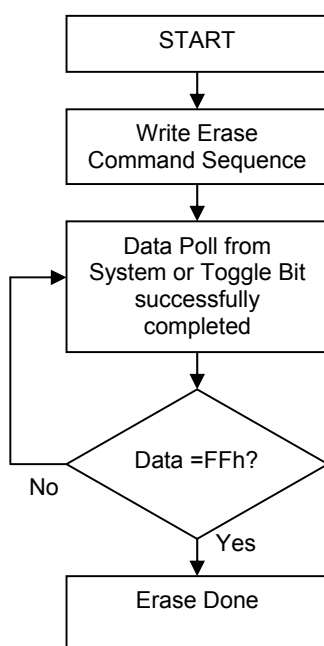 START
Write Erase
Command Sequence
Data Poll from
System or Toggle Bit
successfully
completed
Data =FFh?
No
Yes
Erase Done